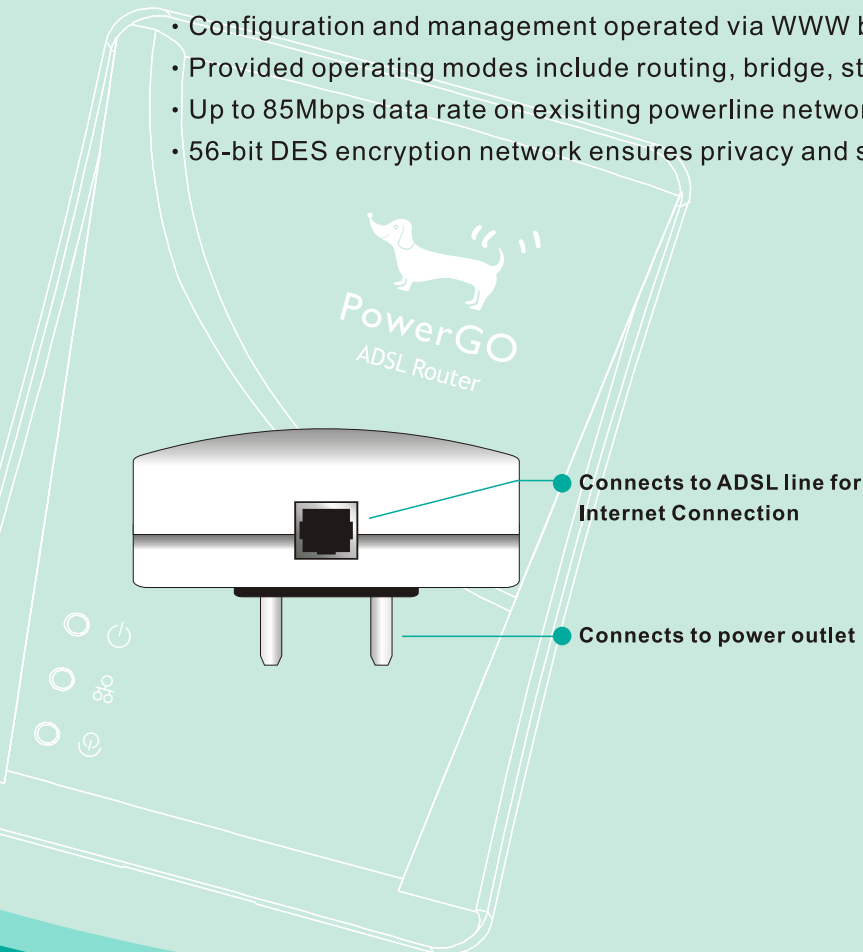 · Configuration and management operated via WWW
· Provided operating modes include routing, bridge,
· Up to 85Mbps data rate on exisiting powerline
· 56-bit DES encryption network ensures privacy and
PowerGO
ADSL Router
Connects to ADSL line for
Internet Connection
Connects to power outlet